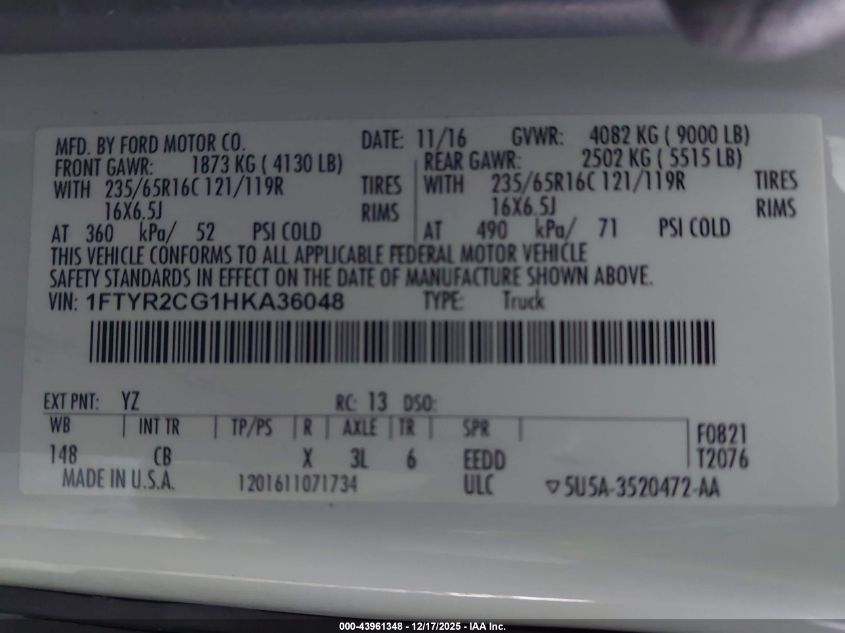 MFD. BY FORD MOTOR CO. DATE: 11/16 GVWR: 4082 KG ( 9000 LB)
FRONT GAWR: 1873 KG ( 4130 LB) REAR GAWR: 2502 KG ( 5515 LB)
WITH 235/65R16C 121/119R TIRES WITH 235/65R16C 121/119R TIRES
16X6.5J RIMS 16X6.5J RIMS
AT 360 kPa/ 52 PSI COLD AT 490 kPa/ 71 PSI COLD
THIS VEHICLE CONFORMS TO ALL APPLICABLE FEDERAL MOTOR VEHICLE
SAFETY STANDARDS IN EFFECT ON THE DATE OF MANUFACTURE SHOWN ABOVE.
VIN: 1FTYR2CG1HKA36048 TYPE: Truck
EXT PNT: YZ RC: 13 DSO:
WB INT TR TP/PS R AXLE TR SPR F0821
148 CB X 3L 6 EEDD T2076
MADE IN U.S.A. 1201611071734 ULC ▽5U5A-3520472-AA
000-43961348 - 12/17/2025 - IAA Inc.